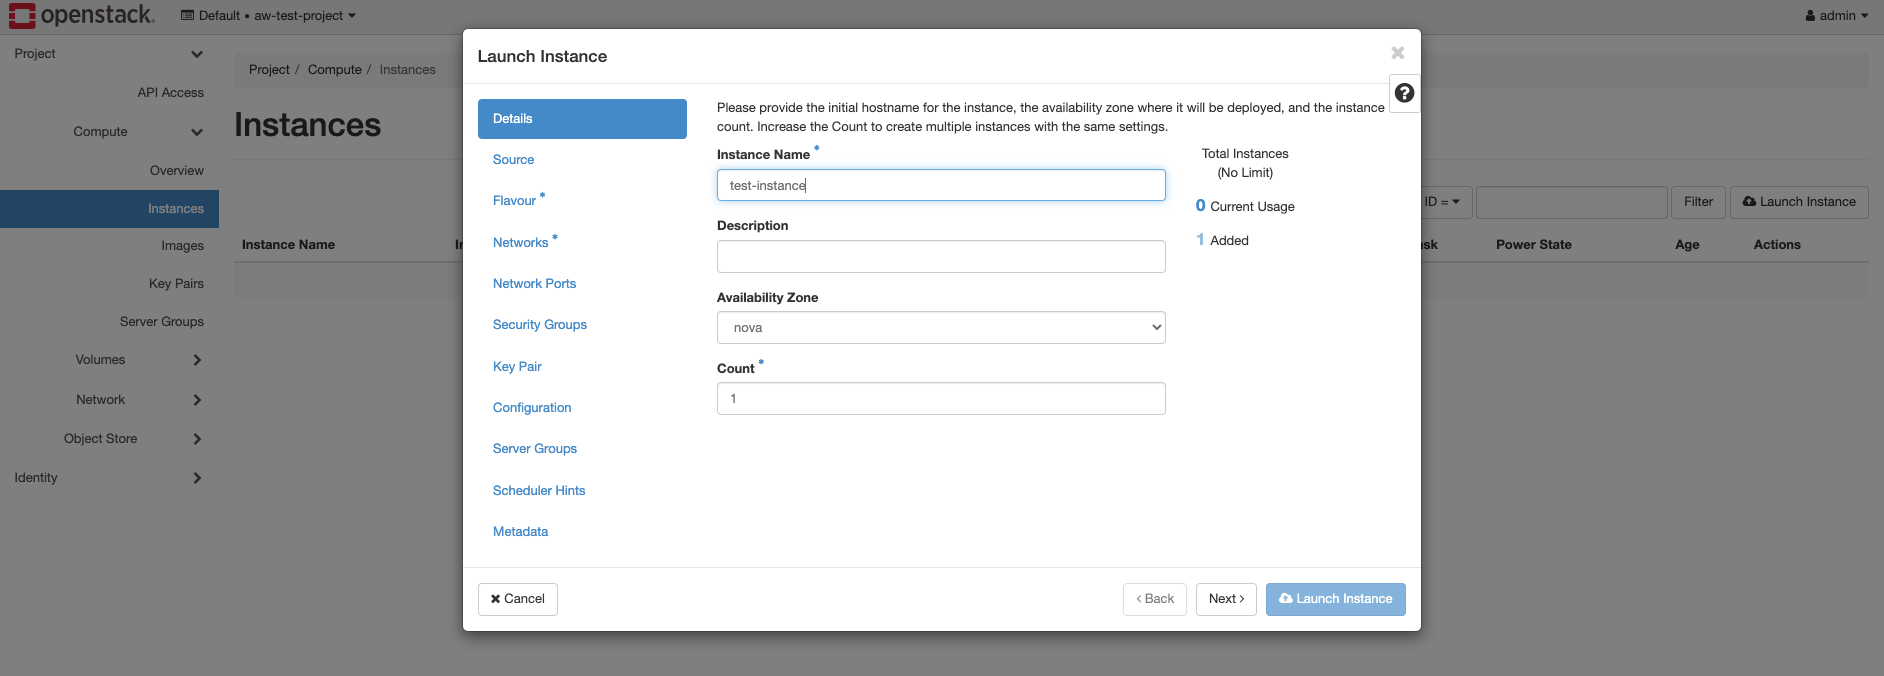 openstack.
Default • aw-test-project
admin
Project
API Access
Compute
Overview
Instances
Images
Key Pairs
Server Groups
Volumes
Network
Object Store
Identity
Project / Compute / Instances
Instances
ID =
Filter
Launch Instance
Instance Name
Power State
Age
Actions
Launch Instance
Details
Source
Flavour *
Networks *
Network Ports
Security Groups
Key Pair
Configuration
Server Groups
Scheduler Hints
Metadata
Please provide the initial hostname for the instance, the availability zone where it will be deployed, and the instance
count. Increase the Count to create multiple instances with the same settings.
Instance Name *
test-instance
Description
Availability Zone
nova
Count *
1
Total Instances
(No Limit)
0 Current Usage
1 Added
Cancel
‹ Back
Next ›
Launch Instance